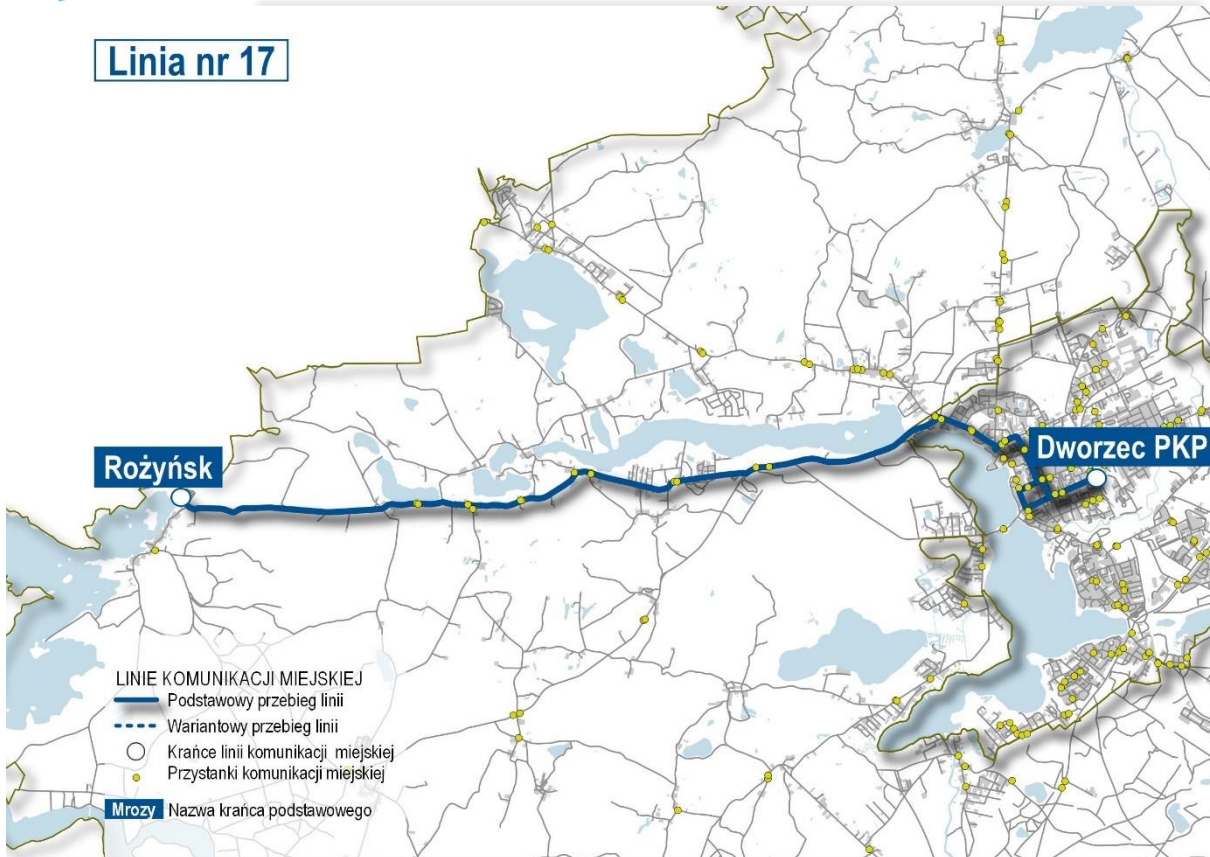 Linia nr 17
Dworzec PKP
Rożyńsk
LINIE KOMUNIKACJI MIEJSKIEJ
Podstawowy przebieg linii
Wariantowy przebieg linii
Krańce linii komunikacji miejskiej
Przystanki komunikacji miejskiej
Mrozy Nazwa krańca podstawowego